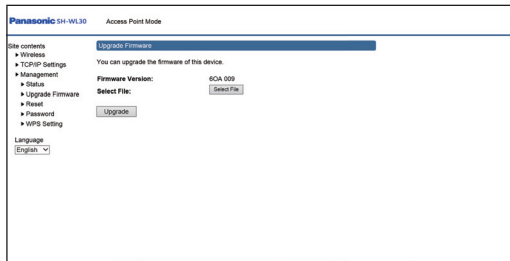 Panasonic SH-WL30 Access Point Mode
Site contents
Wireless
TCP/IP Settings
Management
Status
Upgrade Firmware
Reset
Password
WPS Setting
Language
English
Upgrade Firmware
You can upgrade the firmware of this device.
Firmware Version: 6OA 009
Select File: Select File
Upgrade